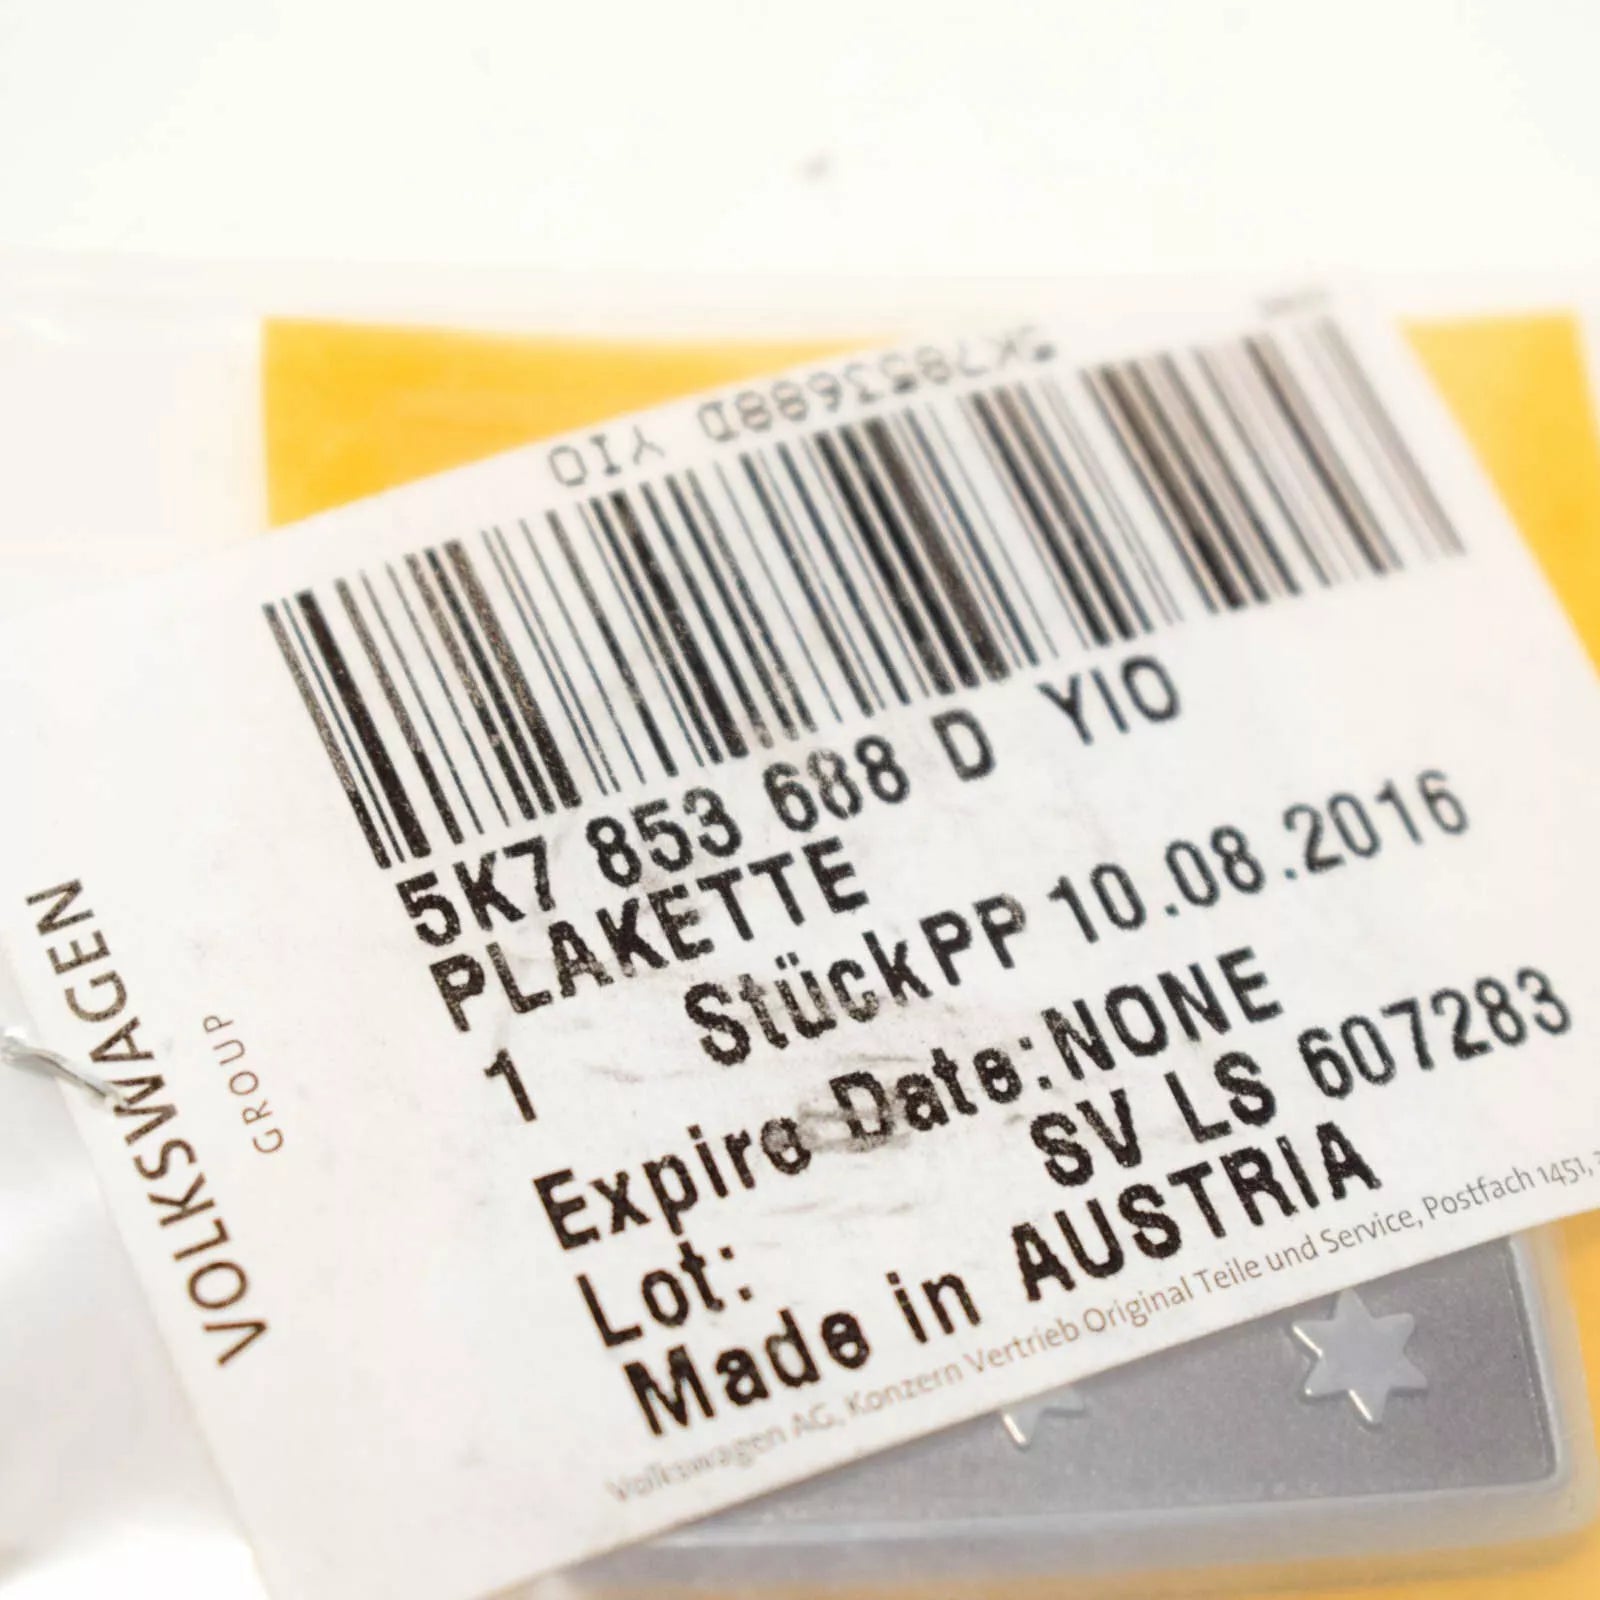 5K7853688D YIO
5K7 853 688 D YIO
PLAKETTE
1 StückPP 10.08.2016
Expire Date:NONE
SV LS 607283
Lot:
Made in AUSTRIA
Volkswagen AG, Konzern Vertrieb Original Teile und Service, Postfach 1451,
VOLKSWAGEN
GROUP